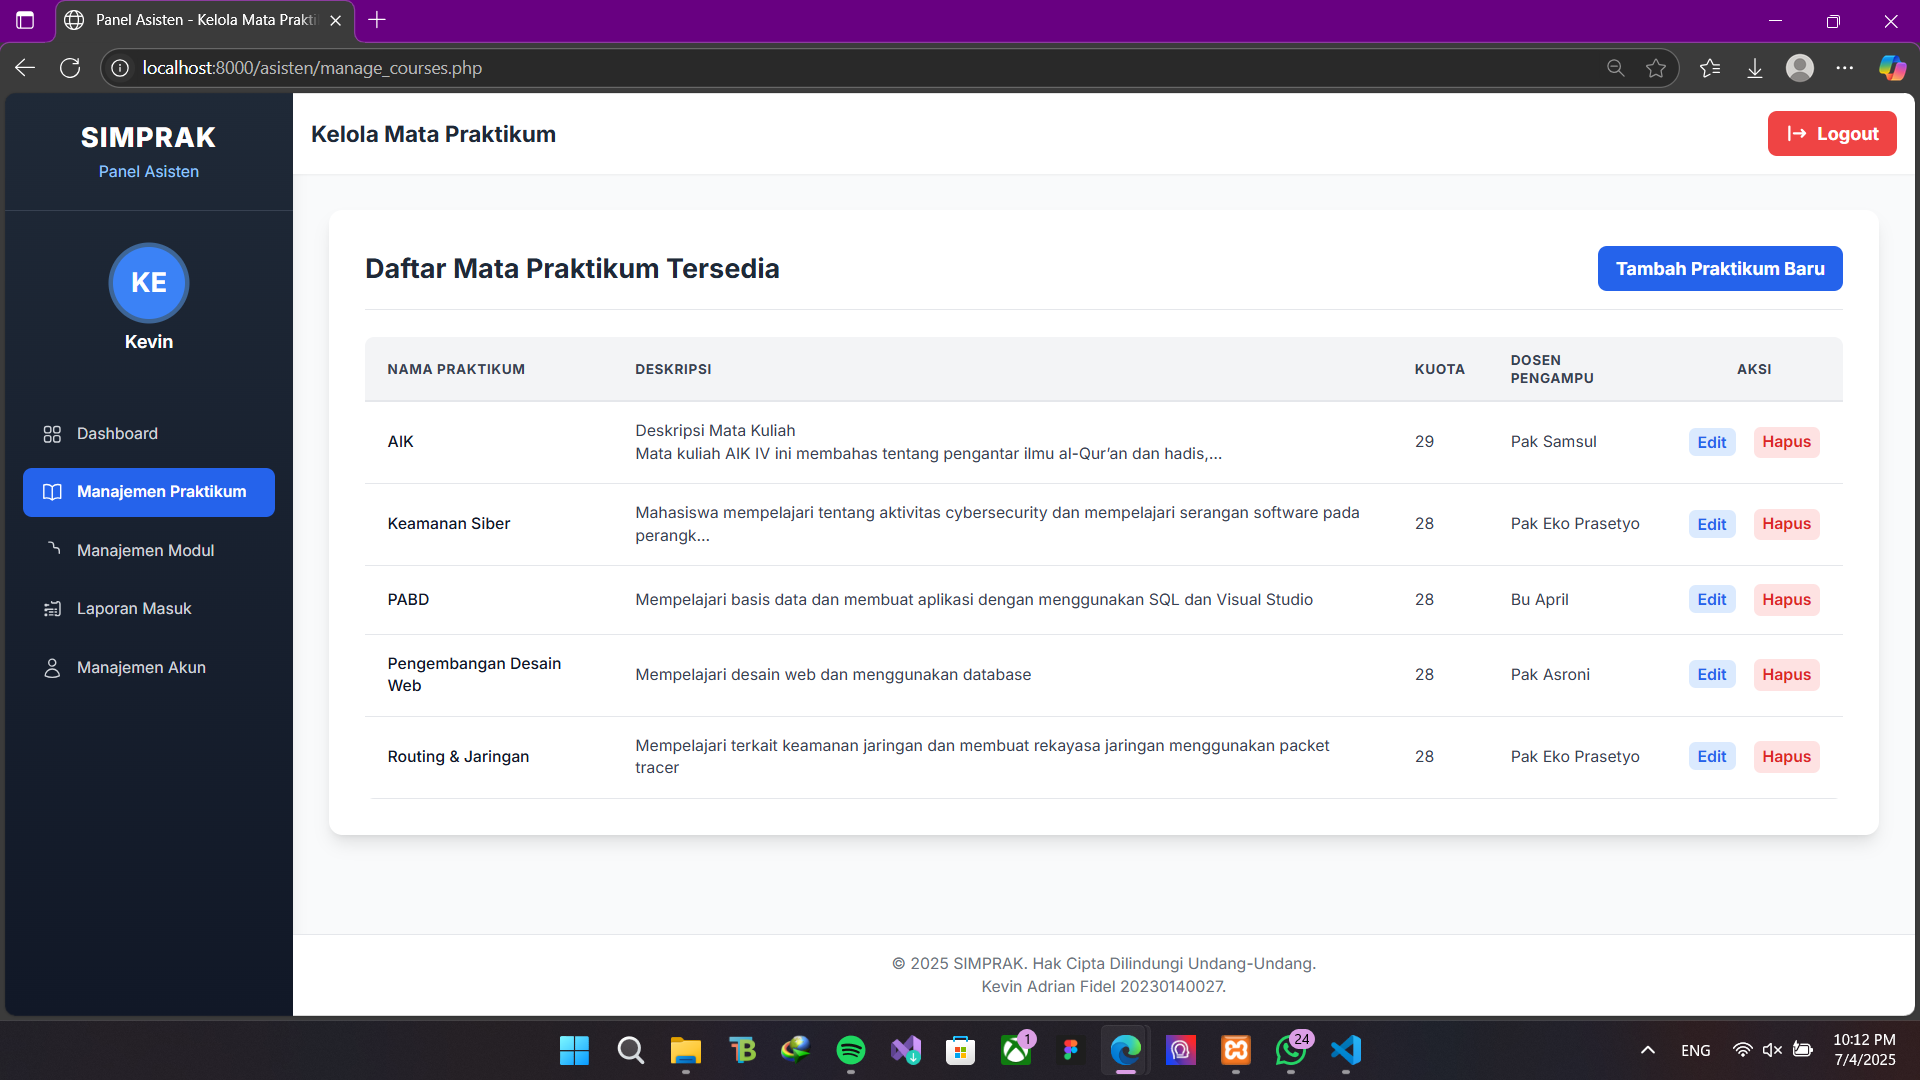 Panel Asisten - Kelola Mata Prakti
localhost:8000/asisten/manage_courses.php
SIMPRAK
Panel Asisten
KE
Kevin
Dashboard
Manajemen Praktikum
Manajemen Modul
Laporan Masuk
Manajemen Akun
Kelola Mata Praktikum
Logout
Daftar Mata Praktikum Tersedia
Tambah Praktikum Baru
NAMA PRAKTIKUM DESKRIPSI KUOTA DOSEN PENGAMPU AKSI
AIK
Deskripsi Mata Kuliah
Mata kuliah AIK IV ini membahas tentang pengantar ilmu al-Qur’an dan hadis,...
29 Pak Samsul Edit Hapus
Keamanan Siber
Mahasiswa mempelajari tentang aktivitas cybersecurity dan mempelajari serangan software pada
perangk...
28 Pak Eko Prasetyo Edit Hapus
PABD Mempelajari basis data dan membuat aplikasi dengan menggunakan SQL dan Visual Studio 28 Bu April Edit Hapus
Pengembangan Desain
Web
Mempelajari desain web dan menggunakan database 28 Pak Asroni Edit Hapus
Routing & Jaringan
Mempelajari terkait keamanan jaringan dan membuat rekayasa jaringan menggunakan packet
tracer
28 Pak Eko Prasetyo Edit Hapus
© 2025 SIMPRAK. Hak Cipta Dilindungi Undang-Undang.
Kevin Adrian Fidel 20230140027.
1
24
ENG
10:12 PM
7/4/2025